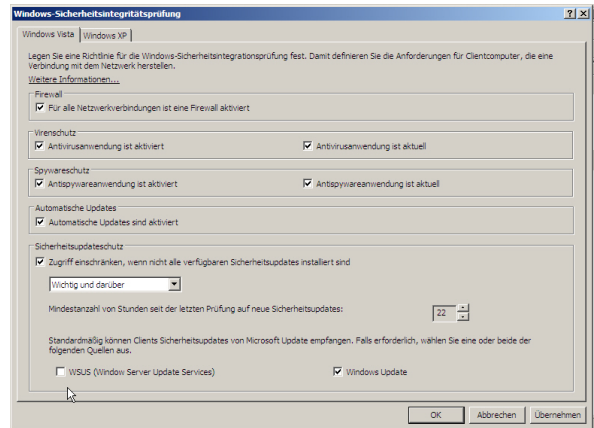 Windows-Sicherheitsintegritätsprüfung
Windows Vista Windows XP
Legen Sie eine Richtlinie für die Windows-Sicherheitsintegrationprüfung fest. Damit definieren Sie die Anforderungen für Clientcomputer, die eine
Verbindung mit dem Netzwerk herstellen.
Weitere Informationen...
Firewall
Für alle Netzwerkverbindungen ist eine Firewall aktiviert
Virenschutz
Antivirusanwendung ist aktiviert Antivirusanwendung ist aktuell
Spywareschutz
Antispywareanwendung ist aktiviert Antispywareanwendung ist aktuell
Automatische Updates
Automatische Updates sind aktiviert
Sicherheitsupdateschutz
Zugriff einschränken, wenn nicht alle verfügbaren Sicherheitsupdates installiert sind
Wichtig und darüber
Mindestanzahl von Stunden seit der letzten Prüfung auf neue Sicherheitsupdates: 22
Standardmäßig können Clients Sicherheitsupdates von Microsoft Update empfangen. Falls erforderlich, wählen Sie eine oder beide der
folgenden Quellen aus.
WSUS (Window Server Update Services) Windows Update
OK Abbrechen Übernehmen